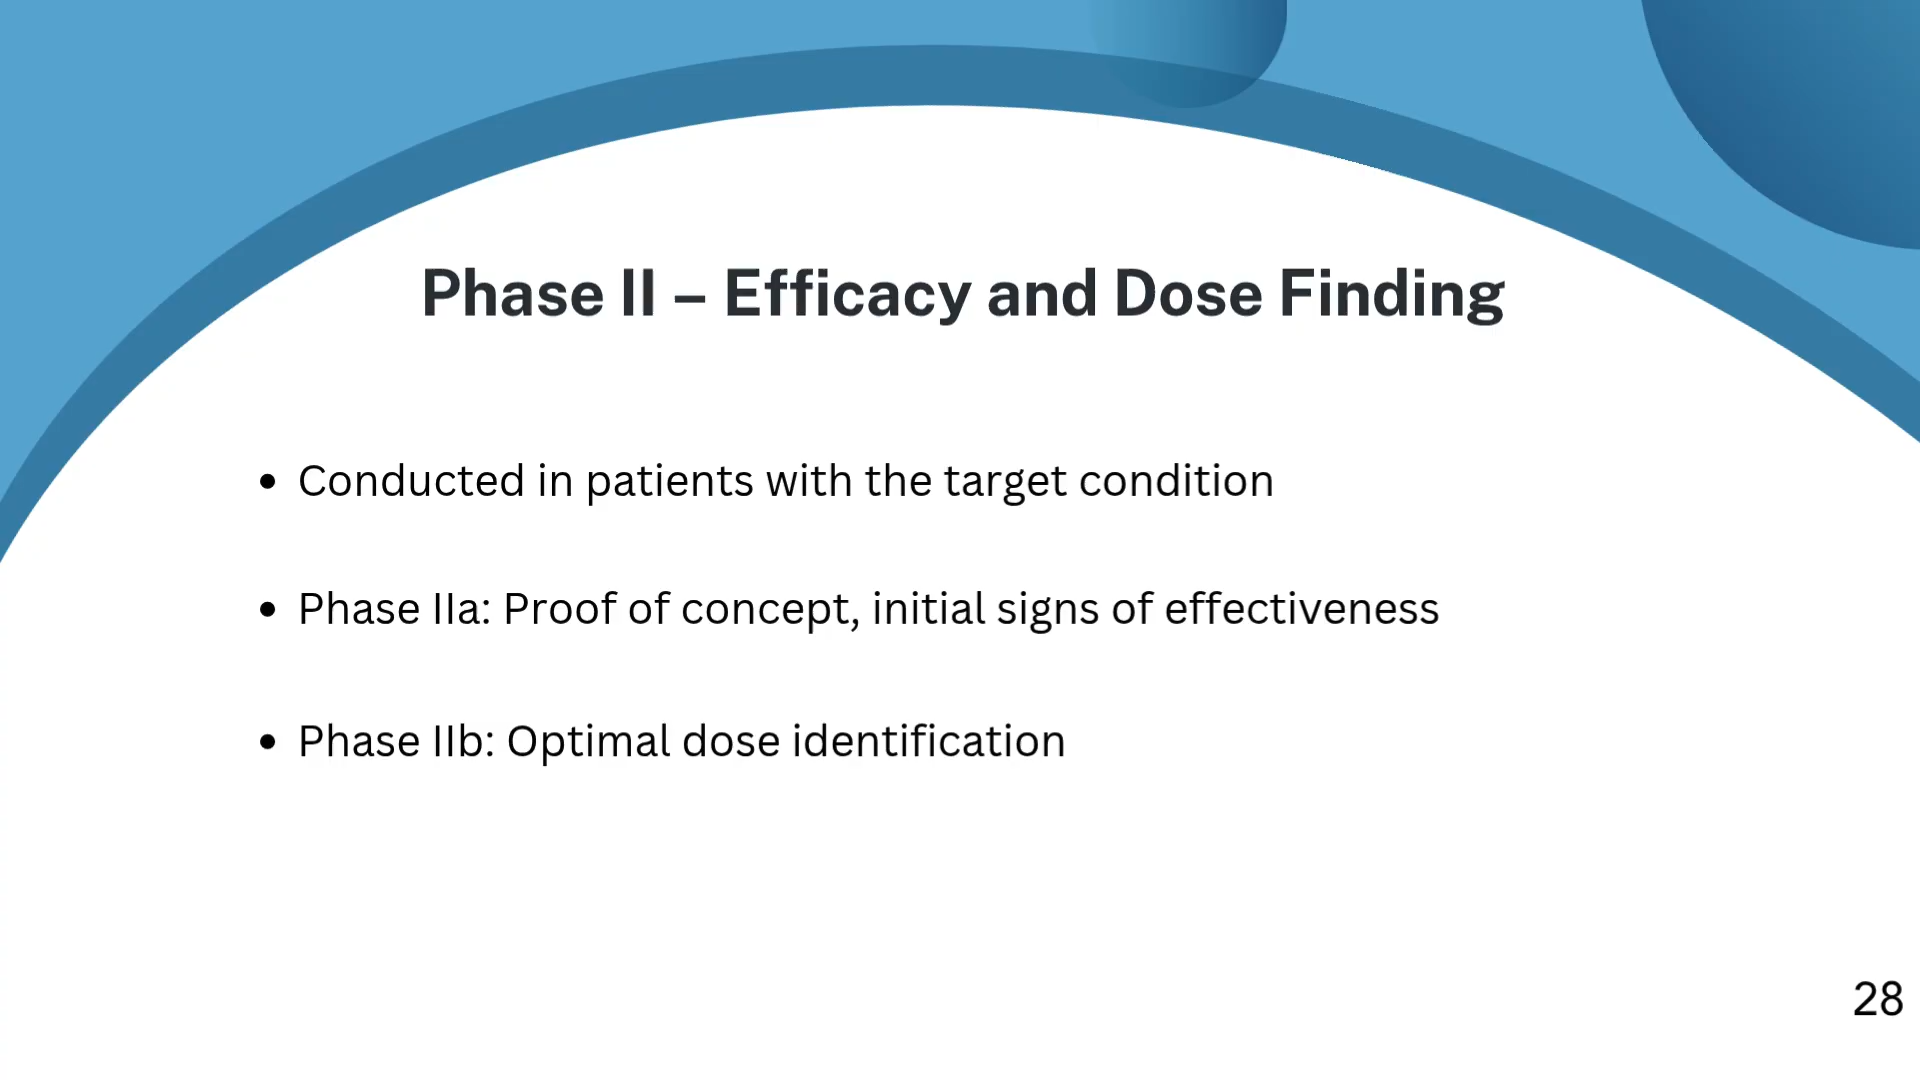 Phase II – Efficacy and Dose Finding
• Conducted in patients with the target condition
• Phase IIa: Proof of concept, initial signs of effectiveness
• Phase IIb: Optimal dose identification
28